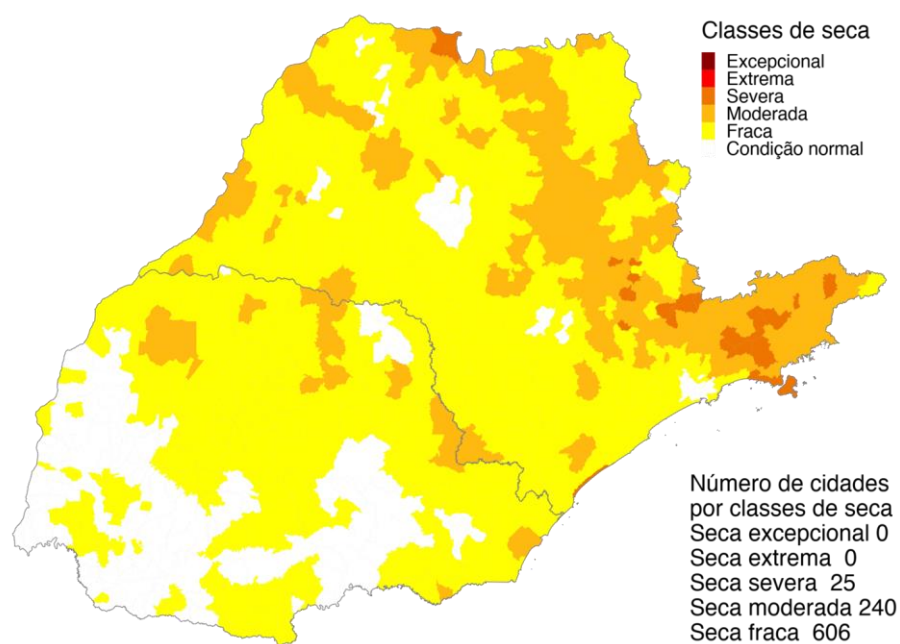 Classes de seca
Excepcional
Extrema
Severa
Moderada
Fraca
Condição normal
Número de cidades
por classes de seca
Seca excepcional 0
Seca extrema 0
Seca severa 25
Seca moderada 240
Seca fraca 606